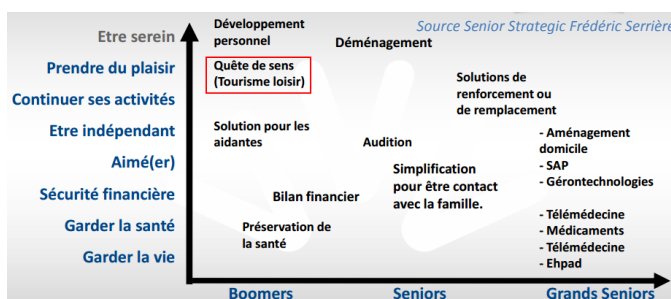 Développement
personnel
Source Senior Strategic Frédéric Serrière
Etre serein
Déménagement
Prendre du plaisir
Quête de sens
(Tourisme loisir)
Solutions de
renforcement ou
de remplacement
Continuer ses activités
Etre indépendant
Solution pour les
aidantes
Audition
- Aménagement
domicile
- SAP
- Gérontechnologies
Aimé(er)
Simplification
pour être contact
avec la famille.
Sécurité financière
Bilan financier
Garder la santé
Préservation de
la santé
- Télémédecine
- Médicaments
- Télémédecine
- Ehpad
Garder la vie
Boomers
Seniors
Grands Seniors